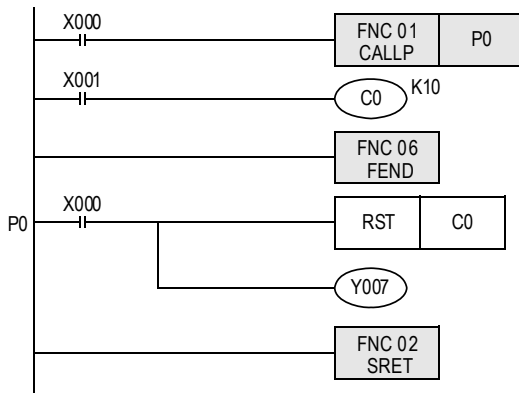 X000
FNC 01 P0
CALLP
X001
C0 K10
FNC 06
FEND
P0 X000 RST C0
Y007
FNC 02
SRET